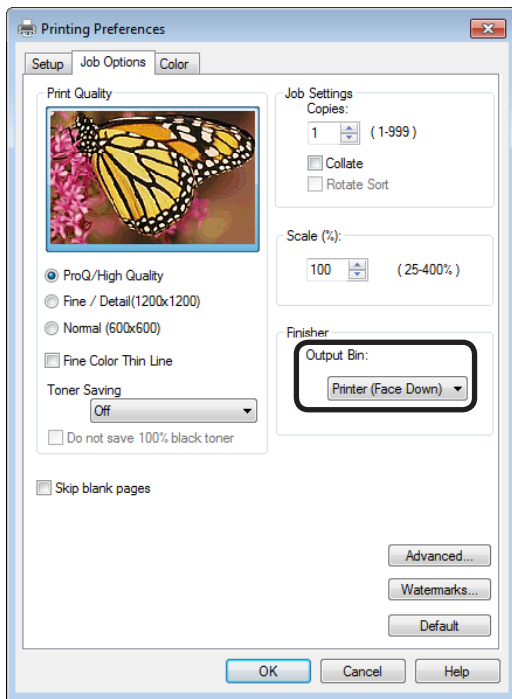 Printing Preferences
Setup
Job Options
Color
Print Quality
ProQ/High Quality
Fine / Detail(1200x1200)
Normal (600x600)
Fine Color Thin Line
Toner Saving
Off
Do not save 100% black toner
Skip blank pages
Job Settings
Copies:
1 ( 1-999 )
Collate
Rotate Sort
Scale (%):
100 ( 25-400% )
Finisher
Output Bin:
Printer (Face Down)
Advanced...
Watermarks...
Default
OK
Cancel
Help